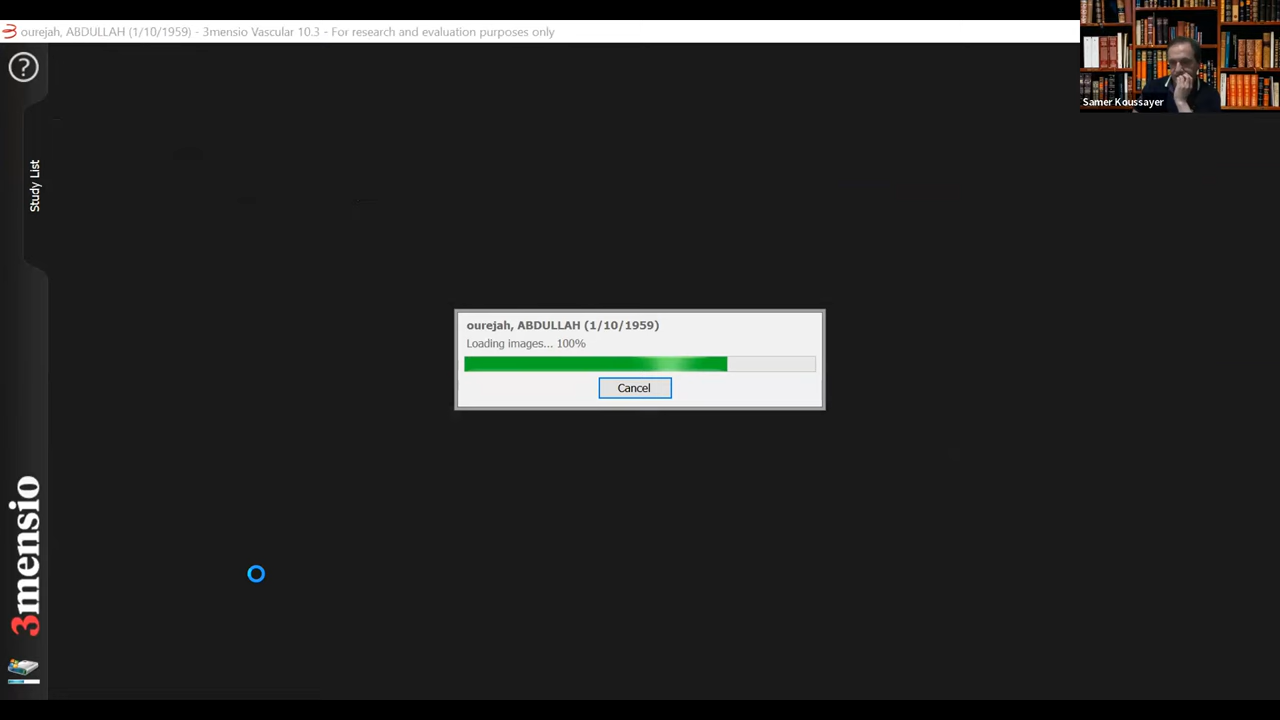 ourejah, ABDULLAH (1/10/1959) - 3mensio Vascular 10.3 - For research and evaluation purposes only
Samer Koussayer
Study List
ourejah, ABDULLAH (1/10/1959)
Loading images... 100%
Cancel
3mensio